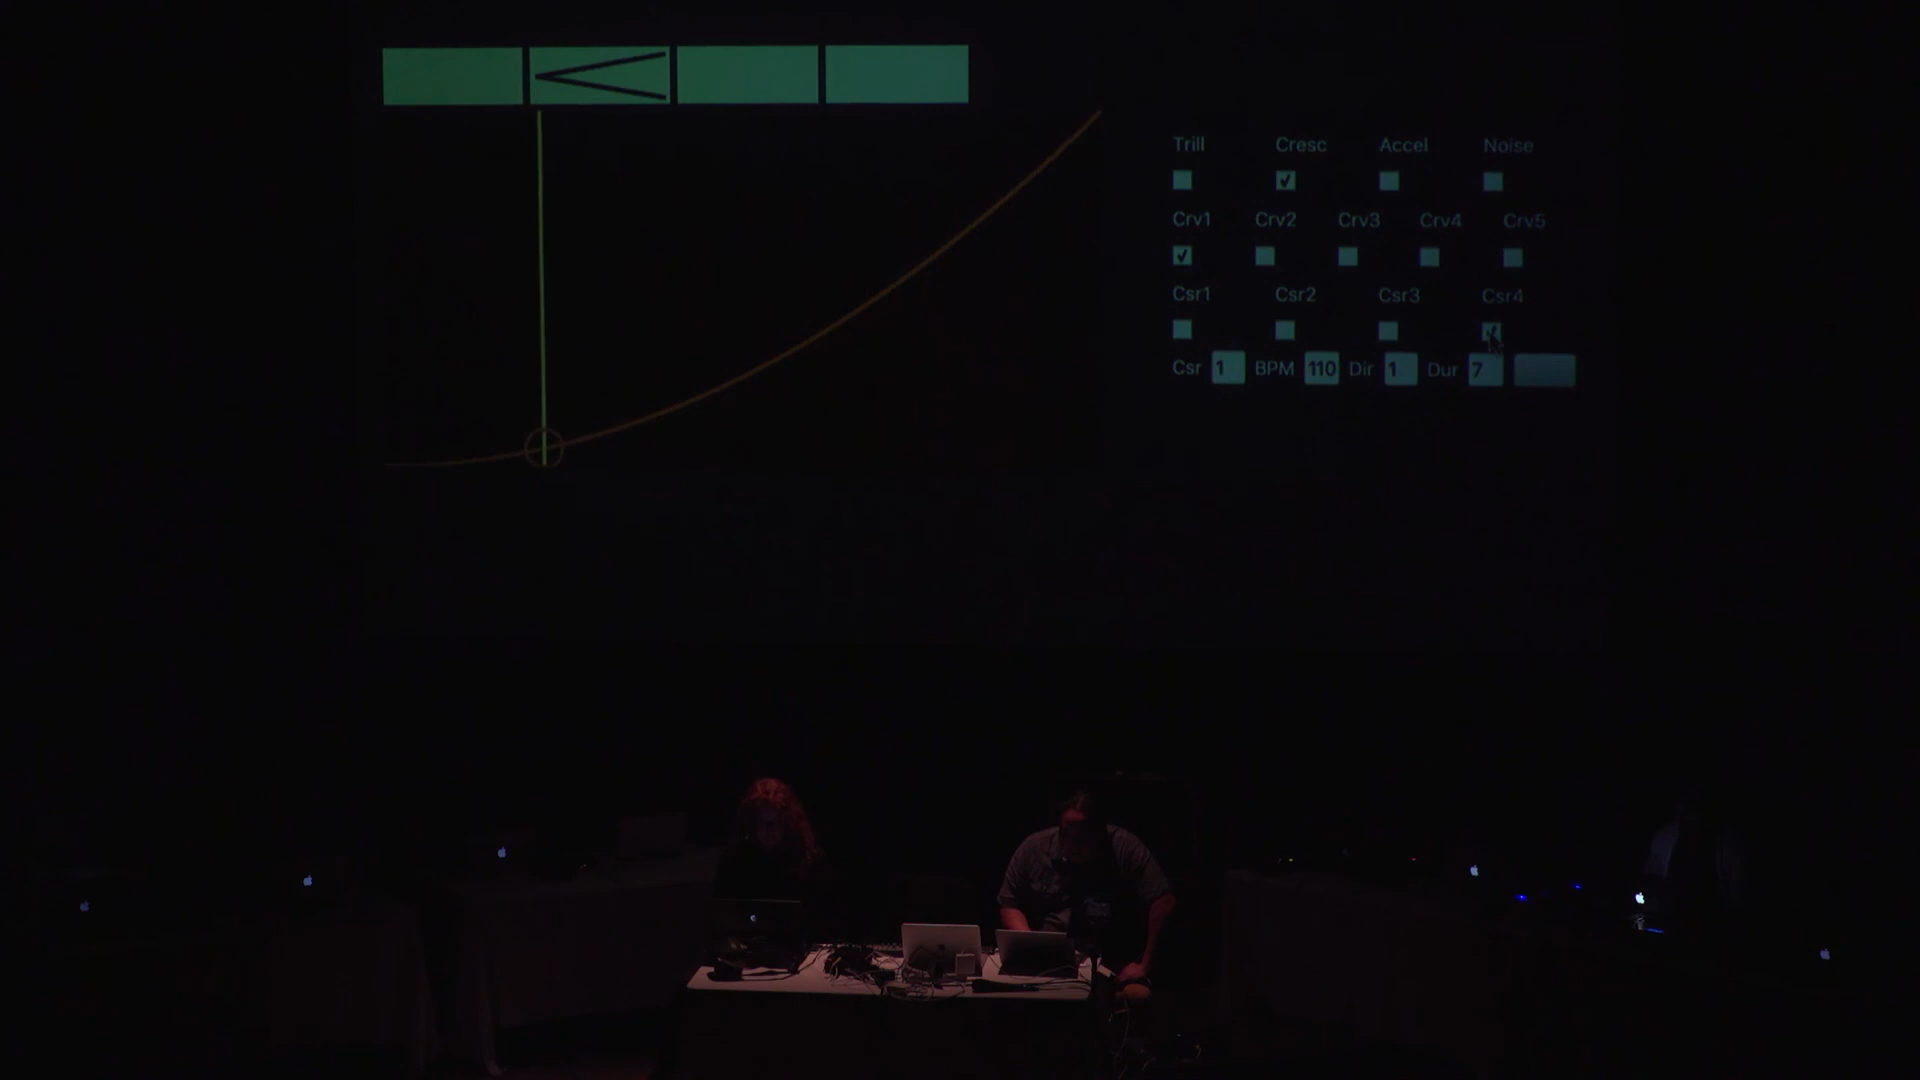 Trill Cresc Accel Noise
Crv1 Crv2 Crv3 Crv4 Crv5
Csr1 Csr2 Csr3 Csr4
Csr 1 BPM 110 Dir 1 Dur 7